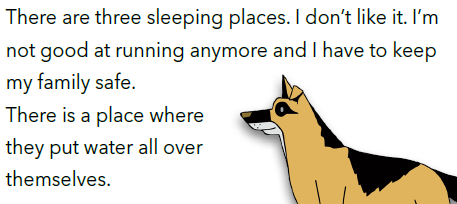 There are three sleeping places. I don’t like it. I’m
not good at running anymore and I have to keep
my family safe.
There is a place where
they put water all over
themselves.